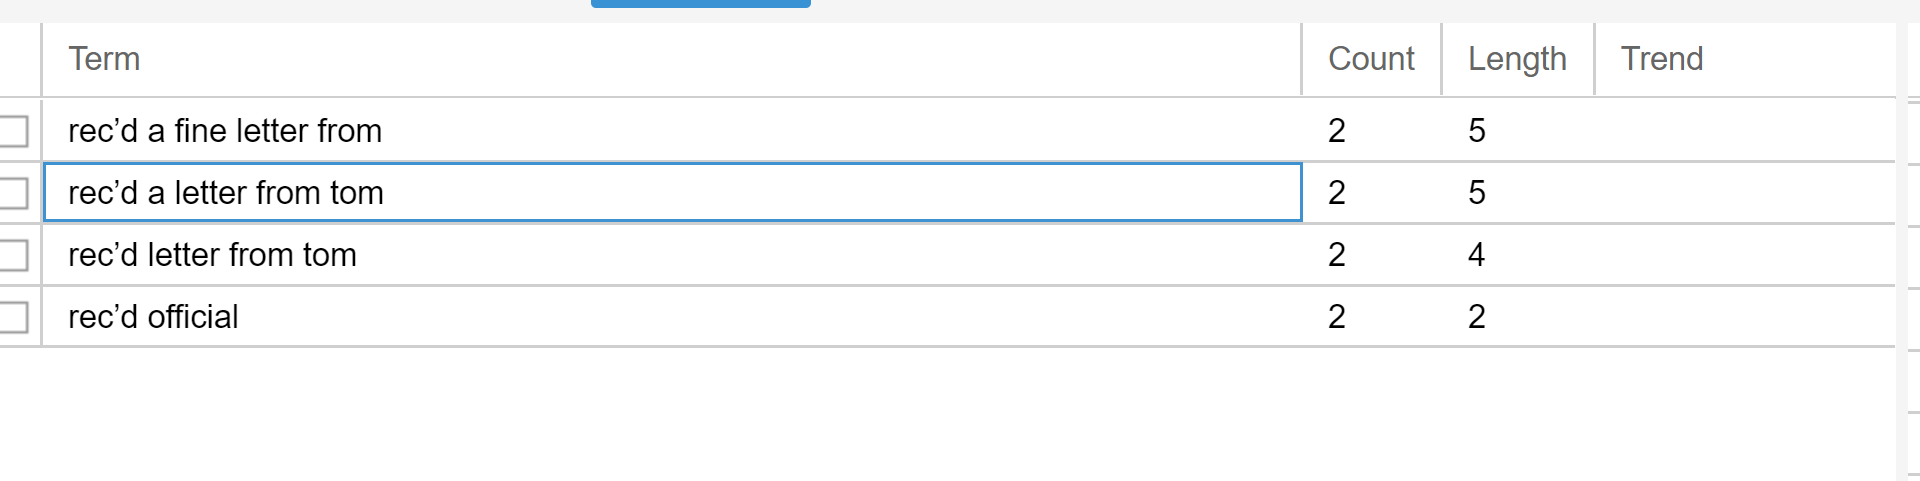 Term Count Length Trend
rec’d a fine letter from 2 5
rec’d a letter from tom 2 5
rec’d letter from tom 2 4
rec’d official 2 2